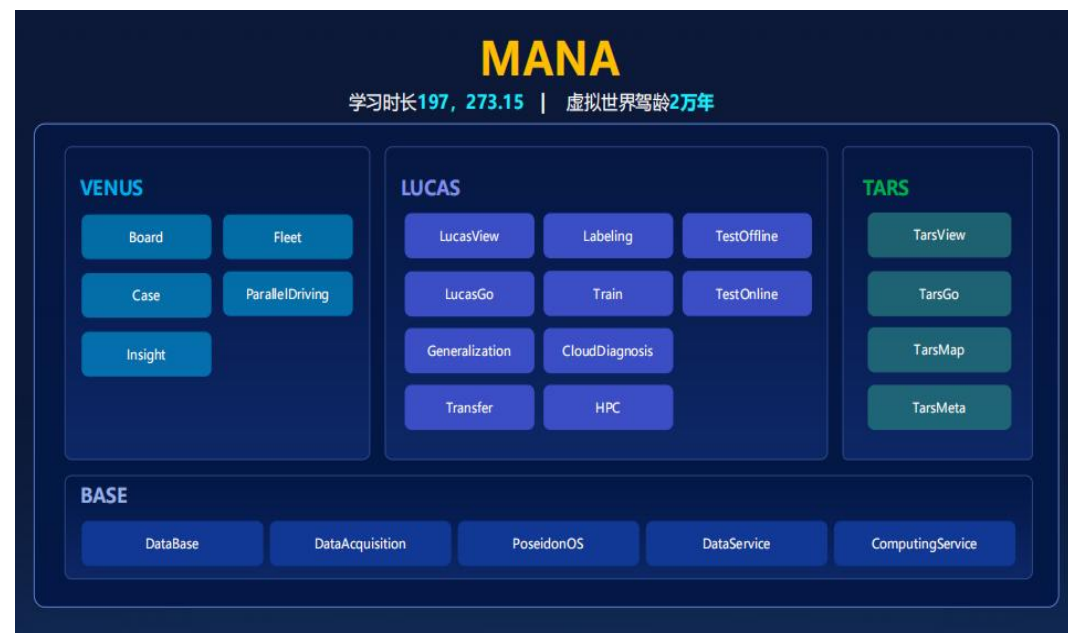 MANA
学习时长197，273.15 | 虚拟世界驾龄2万年
VENUS
Board Fleet
Case ParallelDriving
Insight
LUCAS
LucasView Labeling TestOffline
LucasGo Train TestOnline
Generalization CloudDiagnosis
Transfer HPC
TARS
TarsView
TarsGo
TarsMap
TarsMeta
BASE
DataBase DataAcquisition PoseidonOS DataService ComputingService